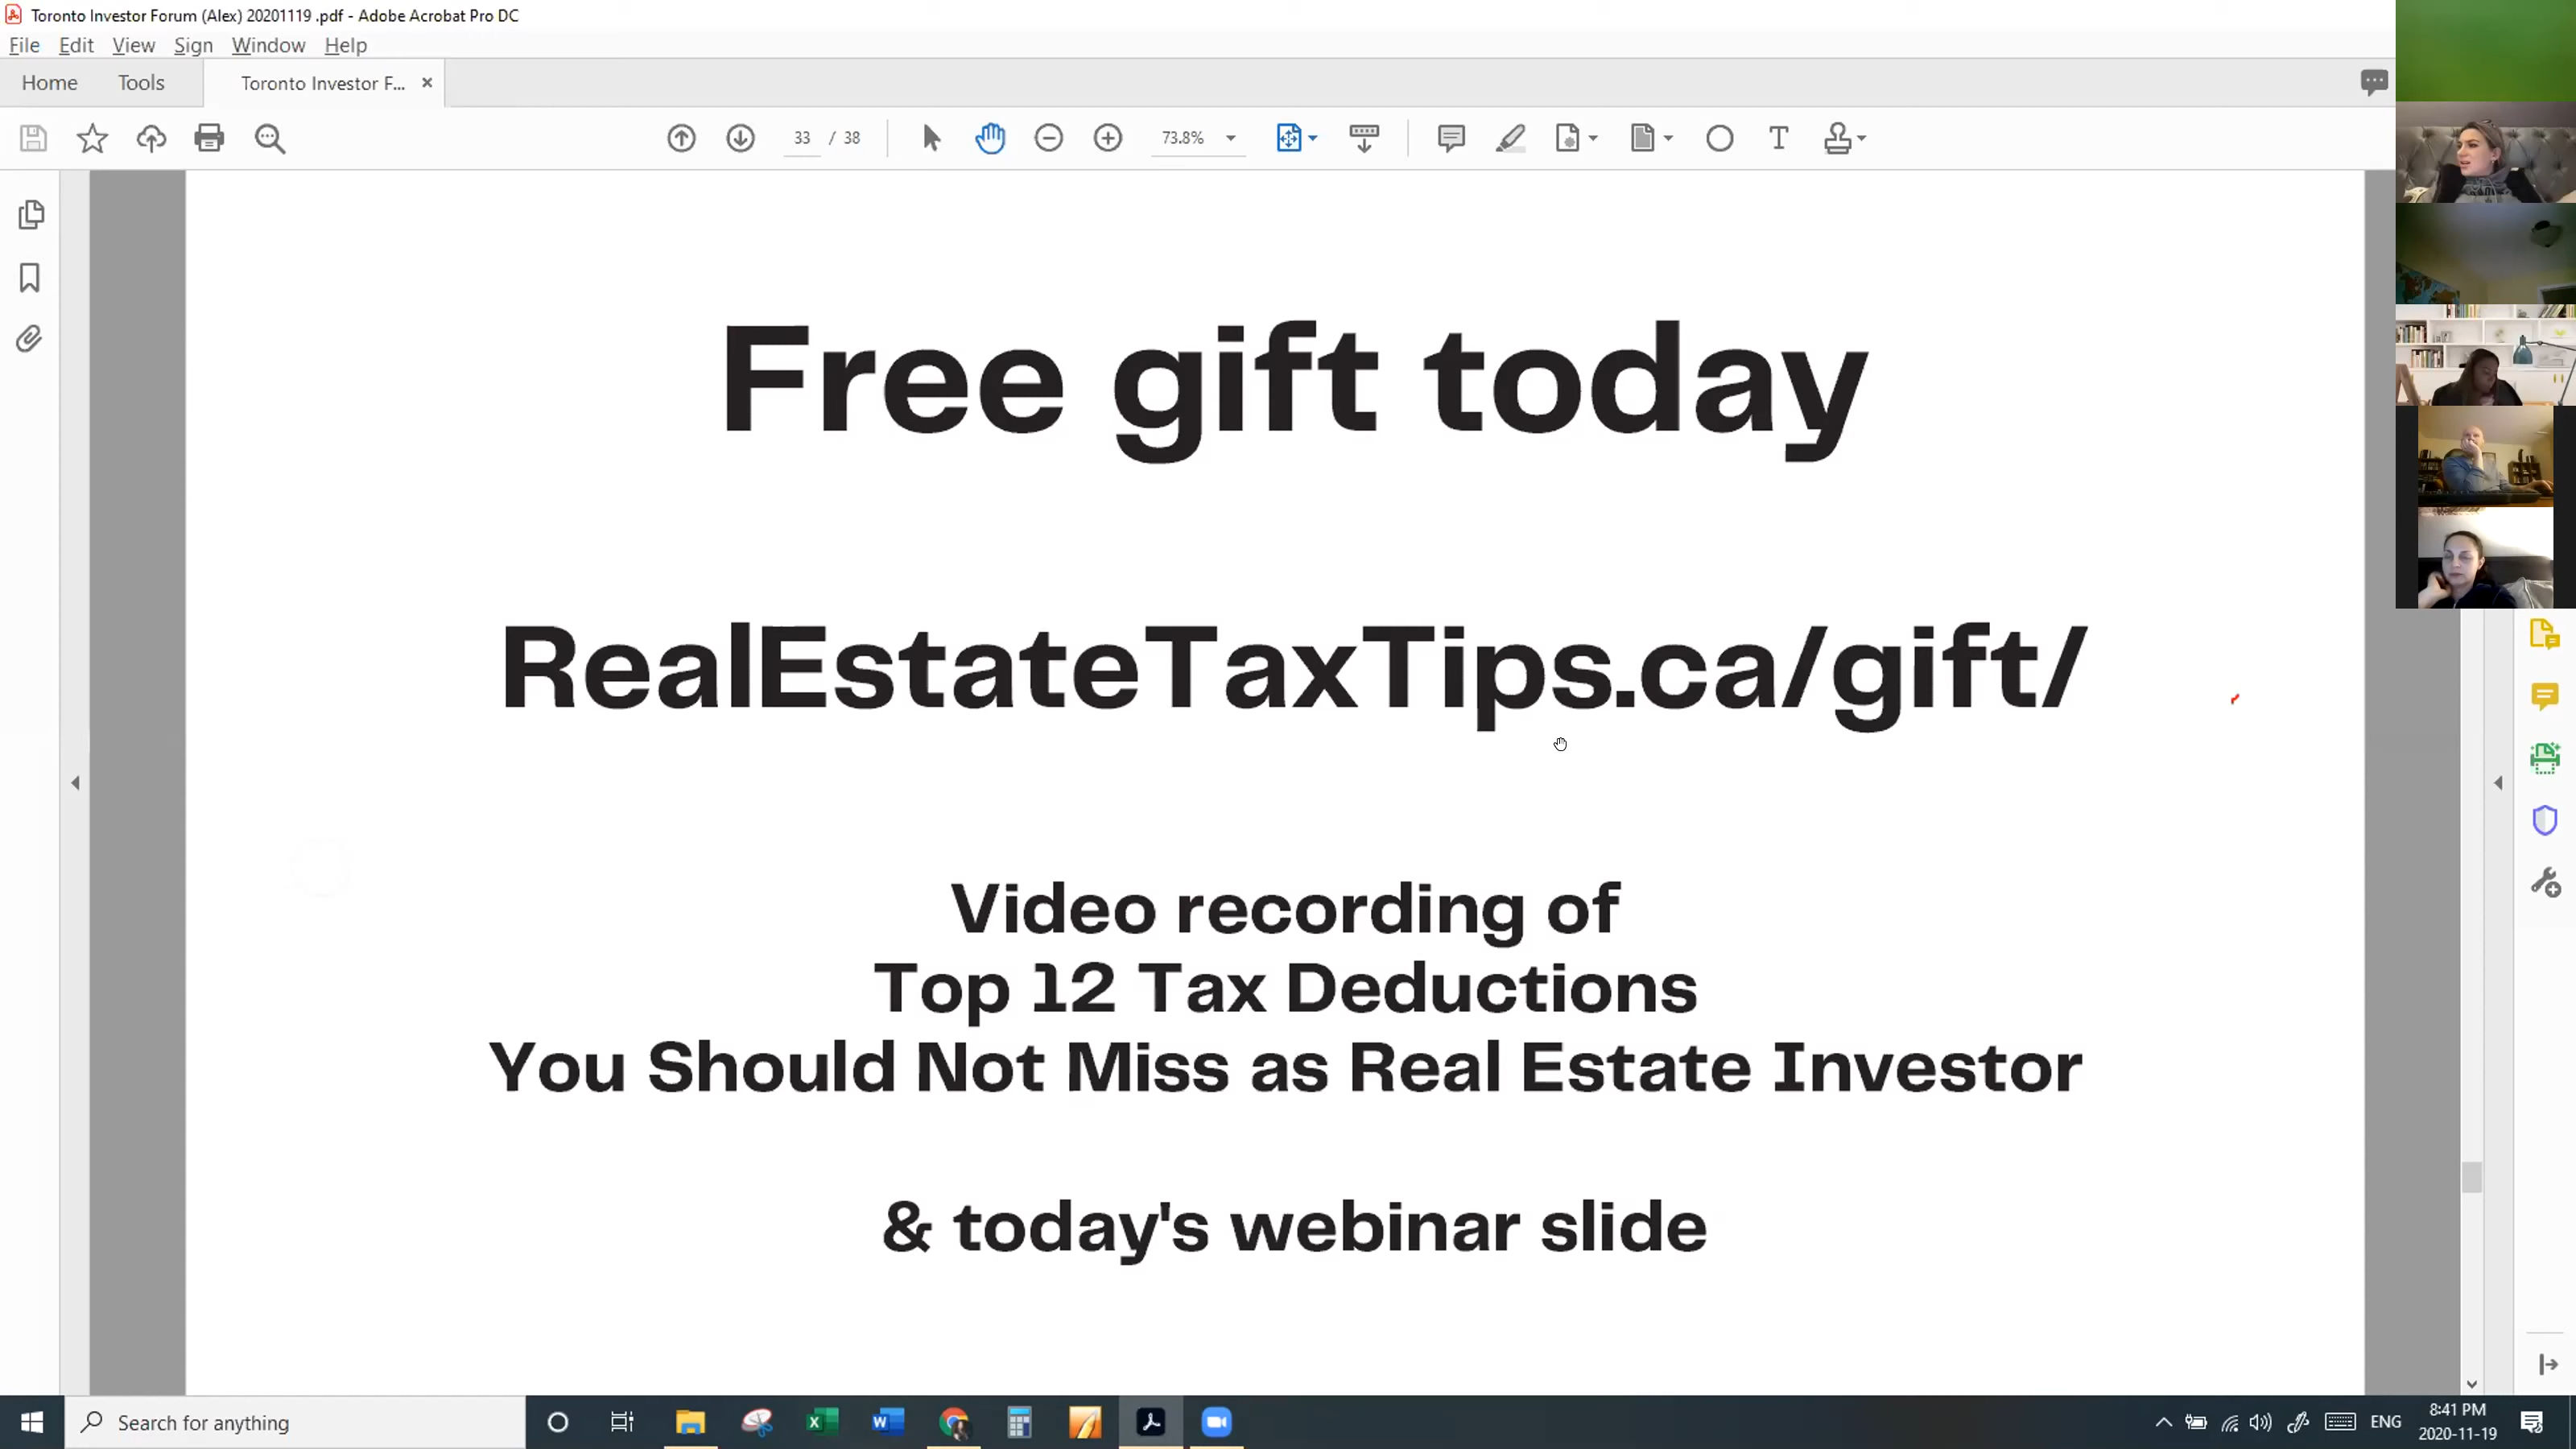 Toronto Investor Forum (Alex) 20201119 .pdf - Adobe Acrobat Pro DC
File Edit View Sign Window Help
Home Tools Toronto Investor F... ×
33 / 38 73.8%
Free gift today
RealEstateTaxTips.ca/gift/
Video recording of
Top 12 Tax Deductions
You Should Not Miss as Real Estate Investor
& today's webinar slide
Search for anything
ENG
8:41 PM
2020-11-19